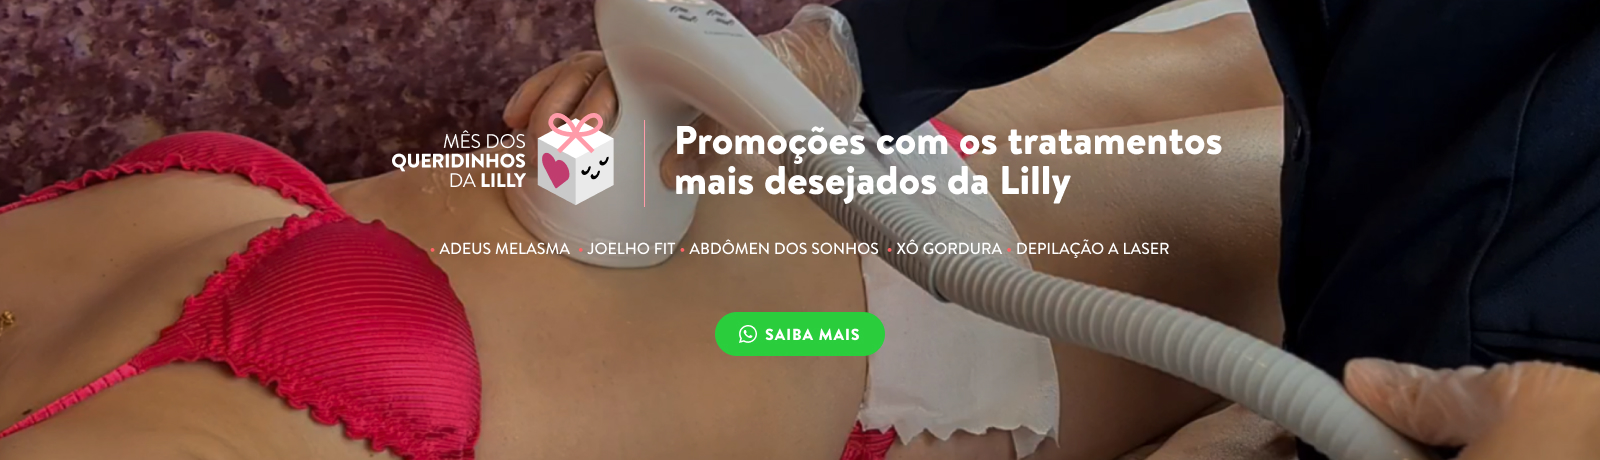 MÊS DOS
QUERIDINHOS
DA LILLY
Promoções com os tratamentos
mais desejados da Lilly
• ADEUS MELASMA • JOELHO FIT • ABDÔMEN DOS SONHOS • XÔ GORDURA • DEPILAÇÃO A LASER
SAIBA MAIS